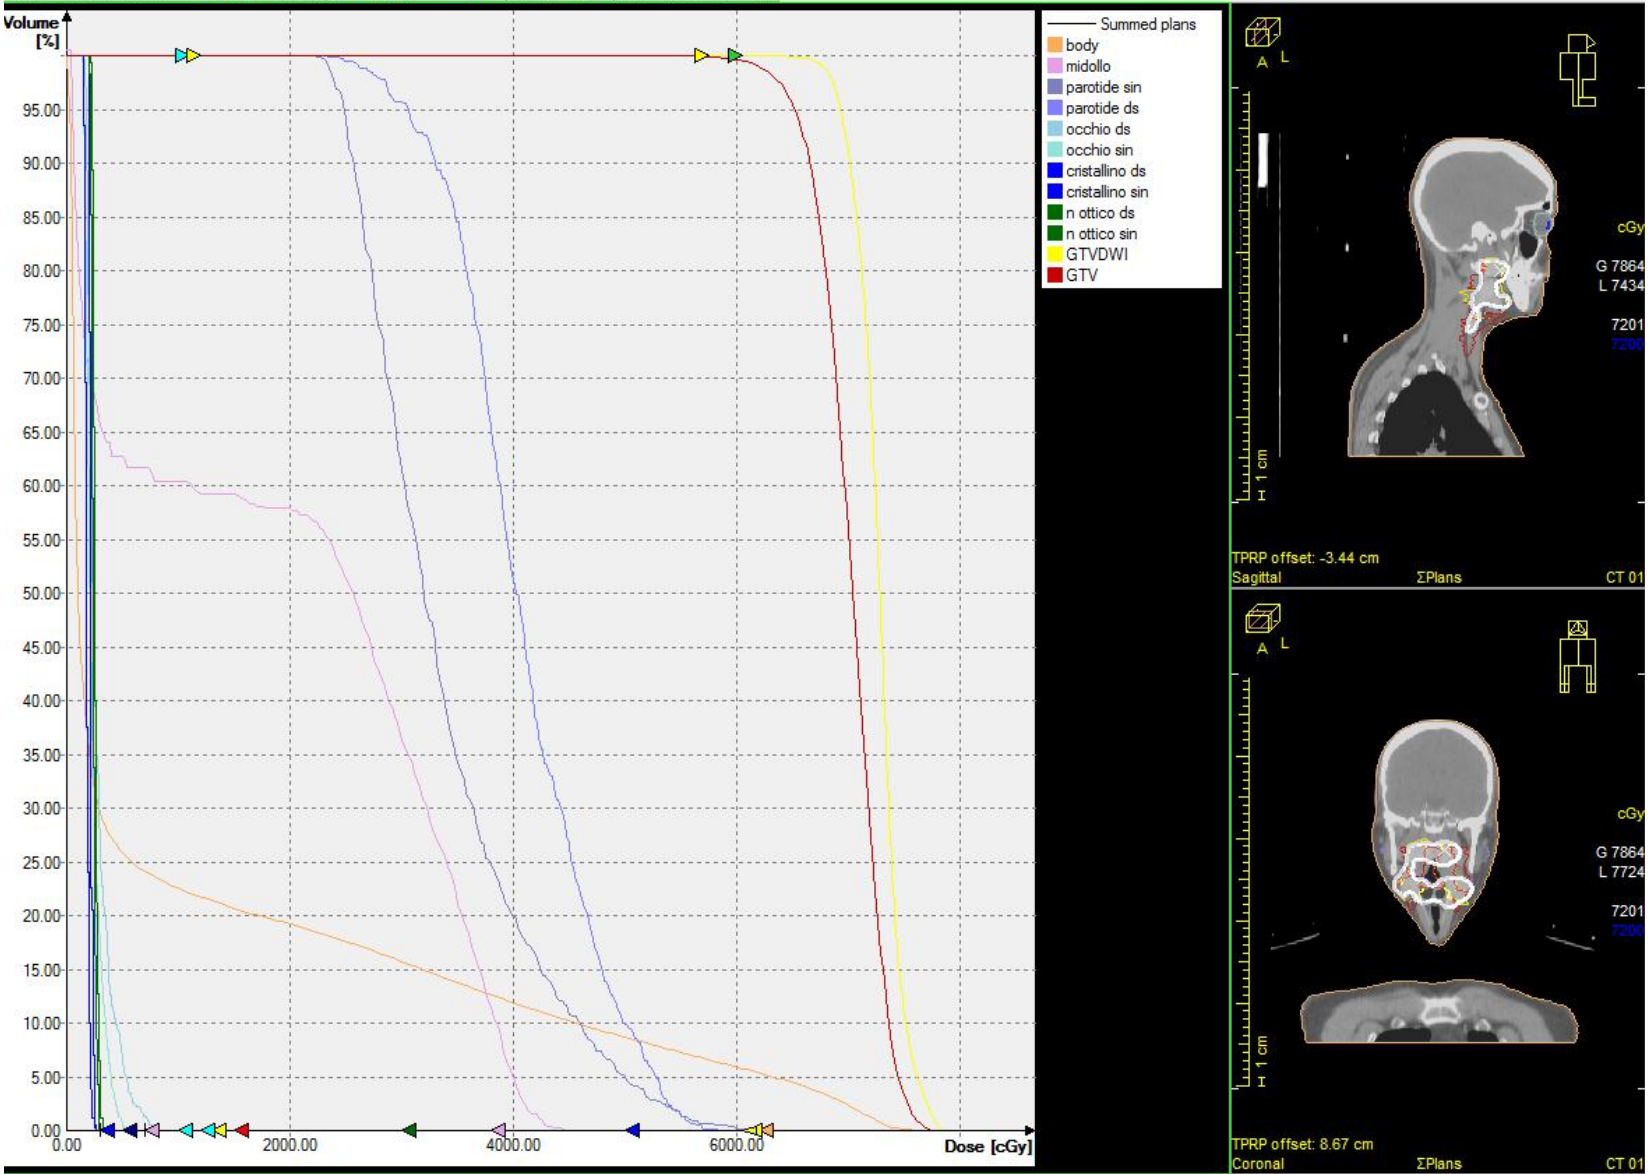 Volume
[%]
95.00
90.00
85.00
80.00
75.00
70.00
65.00
60.00
55.00
50.00
45.00
40.00
35.00
30.00
25.00
20.00
15.00
10.00
5.00
0.00
0.00 2000.00 4000.00 6000.00 Dose [cGy]
Summed plans
body
midollo
parotide sin
parotide ds
occhio ds
occhio sin
cristallino ds
cristallino sin
n ottico ds
n ottico sin
GTVDWI
GTV
A L
cGy
G 7864
L 7434
7201
7200
1 cm
TPRP offset: -3.44 cm
Sagittal ΣPlans CT 01
A L
cGy
G 7864
L 7724
7201
7200
1 cm
TPRP offset: 8.67 cm
Coronal ΣPlans CT 01